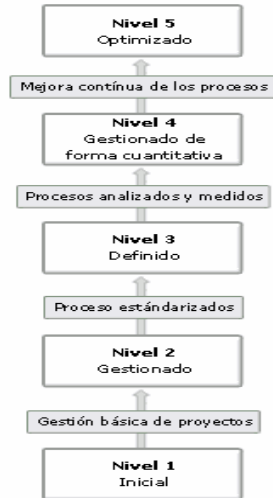 Nivel 5
Optimizado
Mejora contínua de los procesos
Nivel 4
Gestionado de
forma cuantitativa
Procesos analizados y medidos
Nivel 3
Definido
Proceso estándarizados
Nivel 2
Gestionado
Gestión básica de proyectos
Nivel 1
Inicial